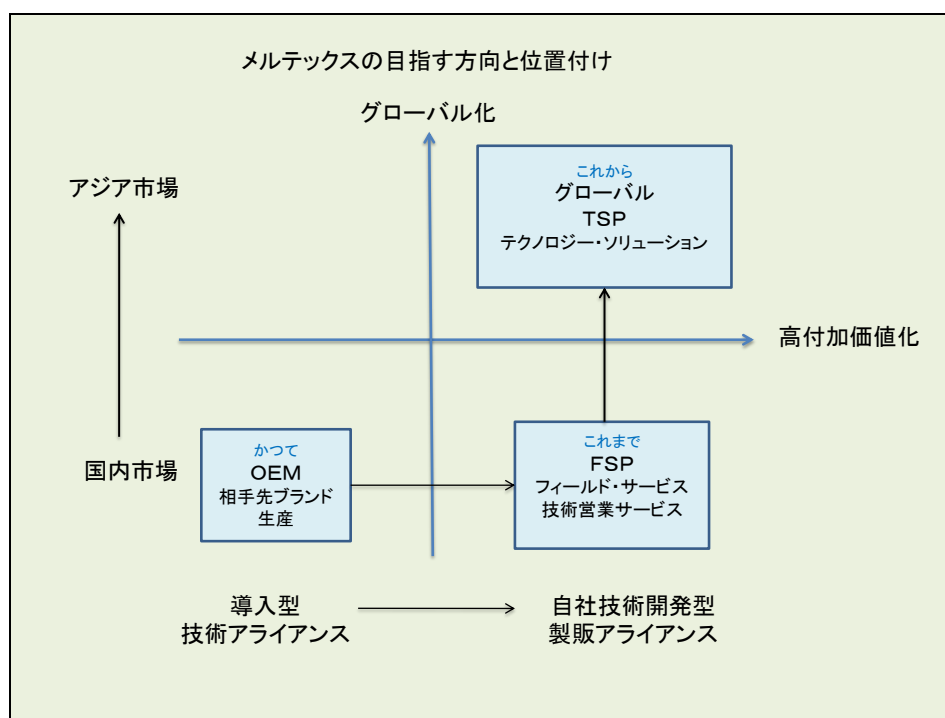 メルテックスの目指す方向と位置付け
グローバル化
アジア市場
これから
グローバル
TSP
テクノロジー・ソリューション
高付加価値化
国内市場
かつて
OEM
相手先ブランド
生産
これまで
FSP
フィールド・サービス
技術営業サービス
導入型
技術アライアンス
自社技術開発型
製販アライアンス